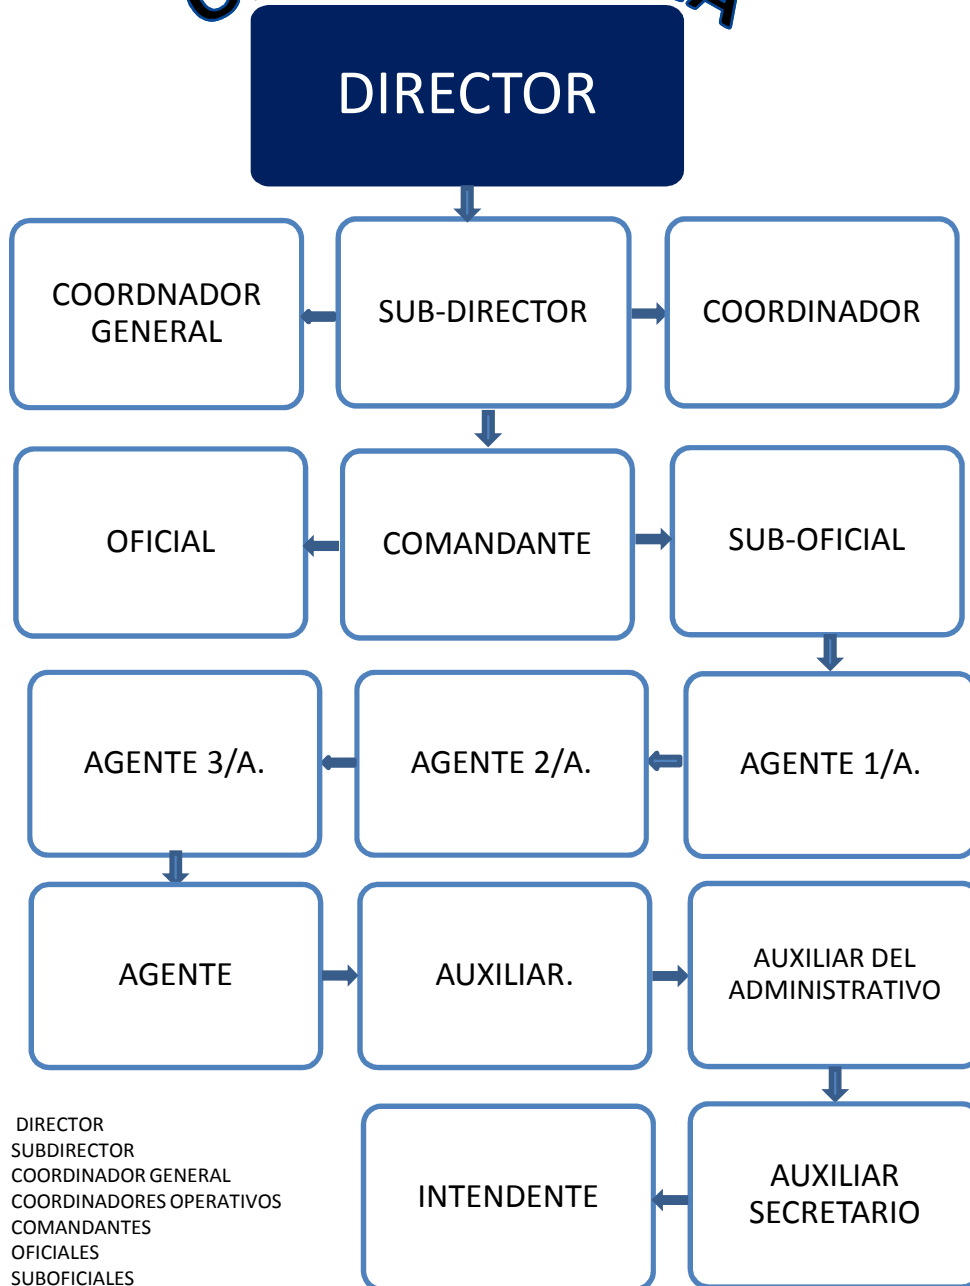 DIRECTOR
COORDNADOR
GENERAL
SUB-DIRECTOR
COORDINADOR
OFICIAL
COMANDANTE
SUB-OFICIAL
AGENTE 3/A.
AGENTE 2/A.
AGENTE 1/A.
AGENTE
AUXILIAR.
AUXILIAR DEL
ADMINISTRATIVO
INTENDENTE
AUXILIAR
SECRETARIO
DIRECTOR
SUBDIRECTOR
COORDINADOR GENERAL
COORDINADORES OPERATIVOS
COMANDANTES
OFICIALES
SUBOFICIALES